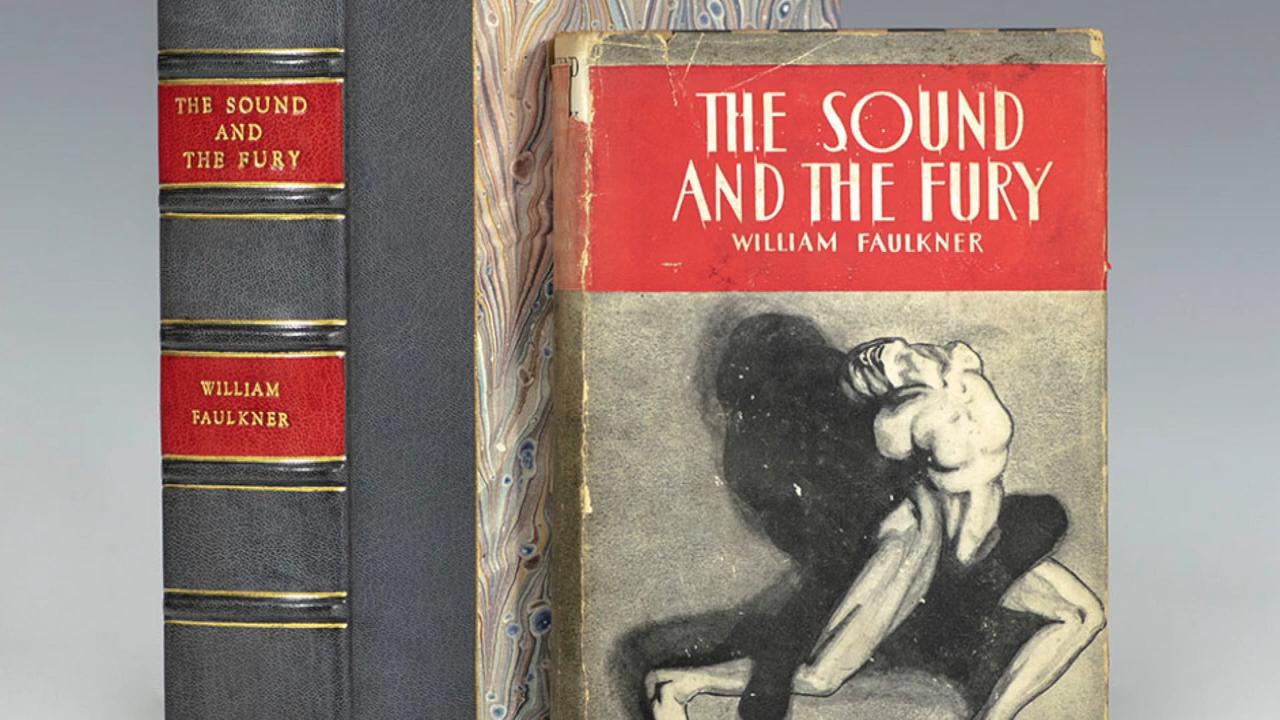 THE SOUND
AND
THE FURY
WILLIAM
FAULKNER
THE SOUND
AND THE FURY
WILLIAM FAULKNER